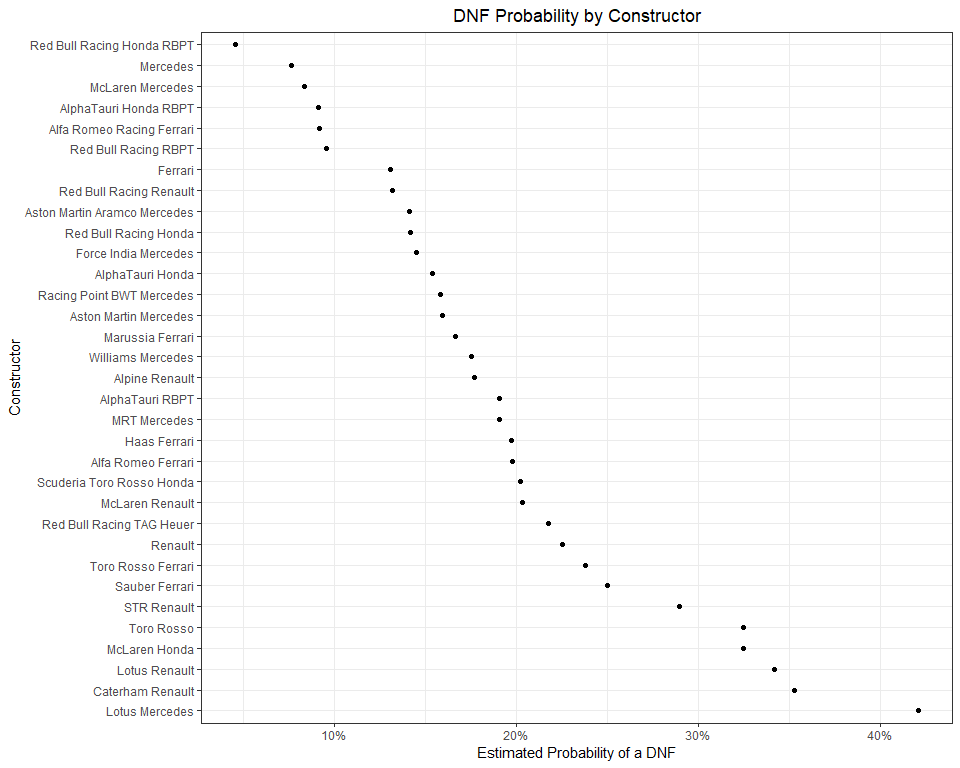 DNF Probability by Constructor
Red Bull Racing Honda RBPT
Mercedes
McLaren Mercedes
AlphaTauri Honda RBPT
Alfa Romeo Racing Ferrari
Red Bull Racing RBPT
Ferrari
Red Bull Racing Renault
Aston Martin Aramco Mercedes
Red Bull Racing Honda
Force India Mercedes
AlphaTauri Honda
Racing Point BWT Mercedes
Aston Martin Mercedes
Marussia Ferrari
Williams Mercedes
Alpine Renault
AlphaTauri RBPT
MRT Mercedes
Haas Ferrari
Alfa Romeo Ferrari
Scuderia Toro Rosso Honda
McLaren Renault
Red Bull Racing TAG Heuer
Renault
Toro Rosso Ferrari
Sauber Ferrari
STR Renault
Toro Rosso
McLaren Honda
Lotus Renault
Caterham Renault
Lotus Mercedes
Constructor
10% 20% 30% 40%
Estimated Probability of a DNF